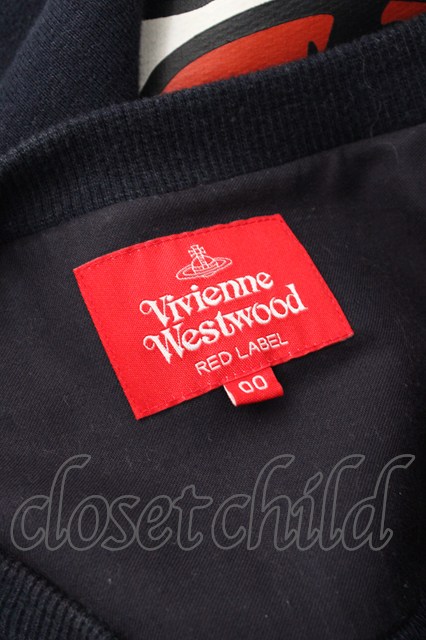 Vivienne
Westwood
RED LABEL
00
closet child